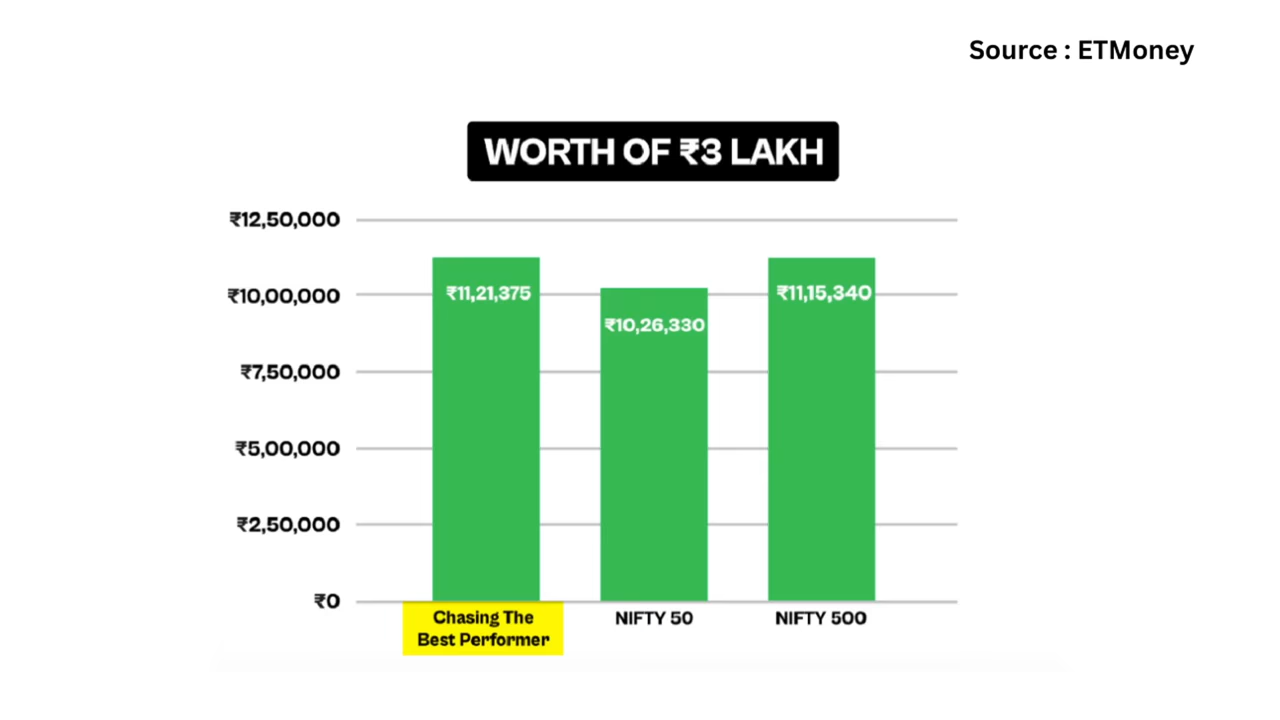 Source : ETMoney
WORTH OF ₹3 LAKH
₹12,50,000
₹10,00,000
₹7,50,000
₹5,00,000
₹2,50,000
₹0
₹11,21,375
₹10,26,330
₹11,15,340
Chasing The
Best Performer
NIFTY 50
NIFTY 500